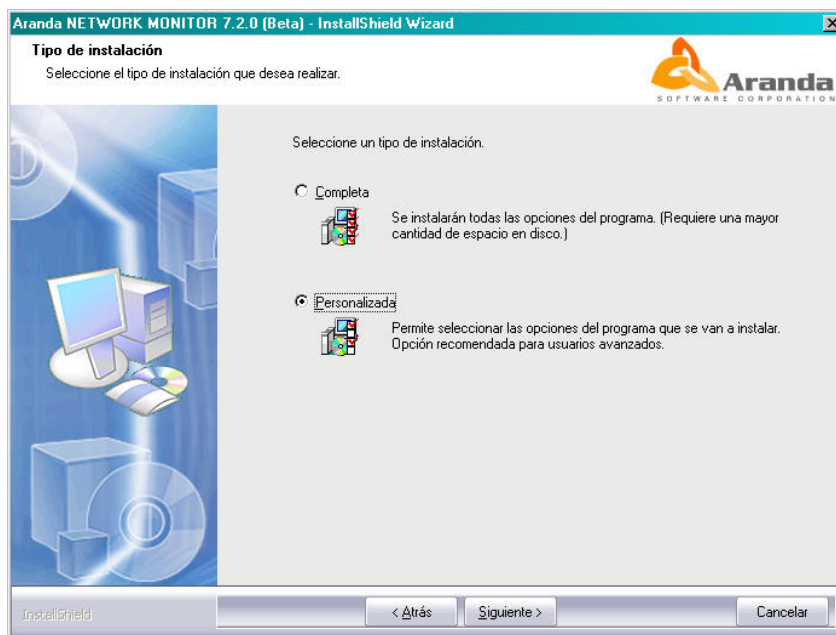 Aranda NETWORK MONITOR 7.2.0 (Beta) - InstallShield Wizard
Tipo de instalación
Seleccione el tipo de instalación que desea realizar.
Aranda
SOFTWARE CORPORATION
Seleccione un tipo de instalación.
Completa
Se instalarán todas las opciones del programa. (Requiere una mayor
cantidad de espacio en disco.)
Personalizada
Permite seleccionar las opciones del programa que se van a instalar.
Opción recomendada para usuarios avanzados.
InstallShield
< Atrás
Siguiente >
Cancelar